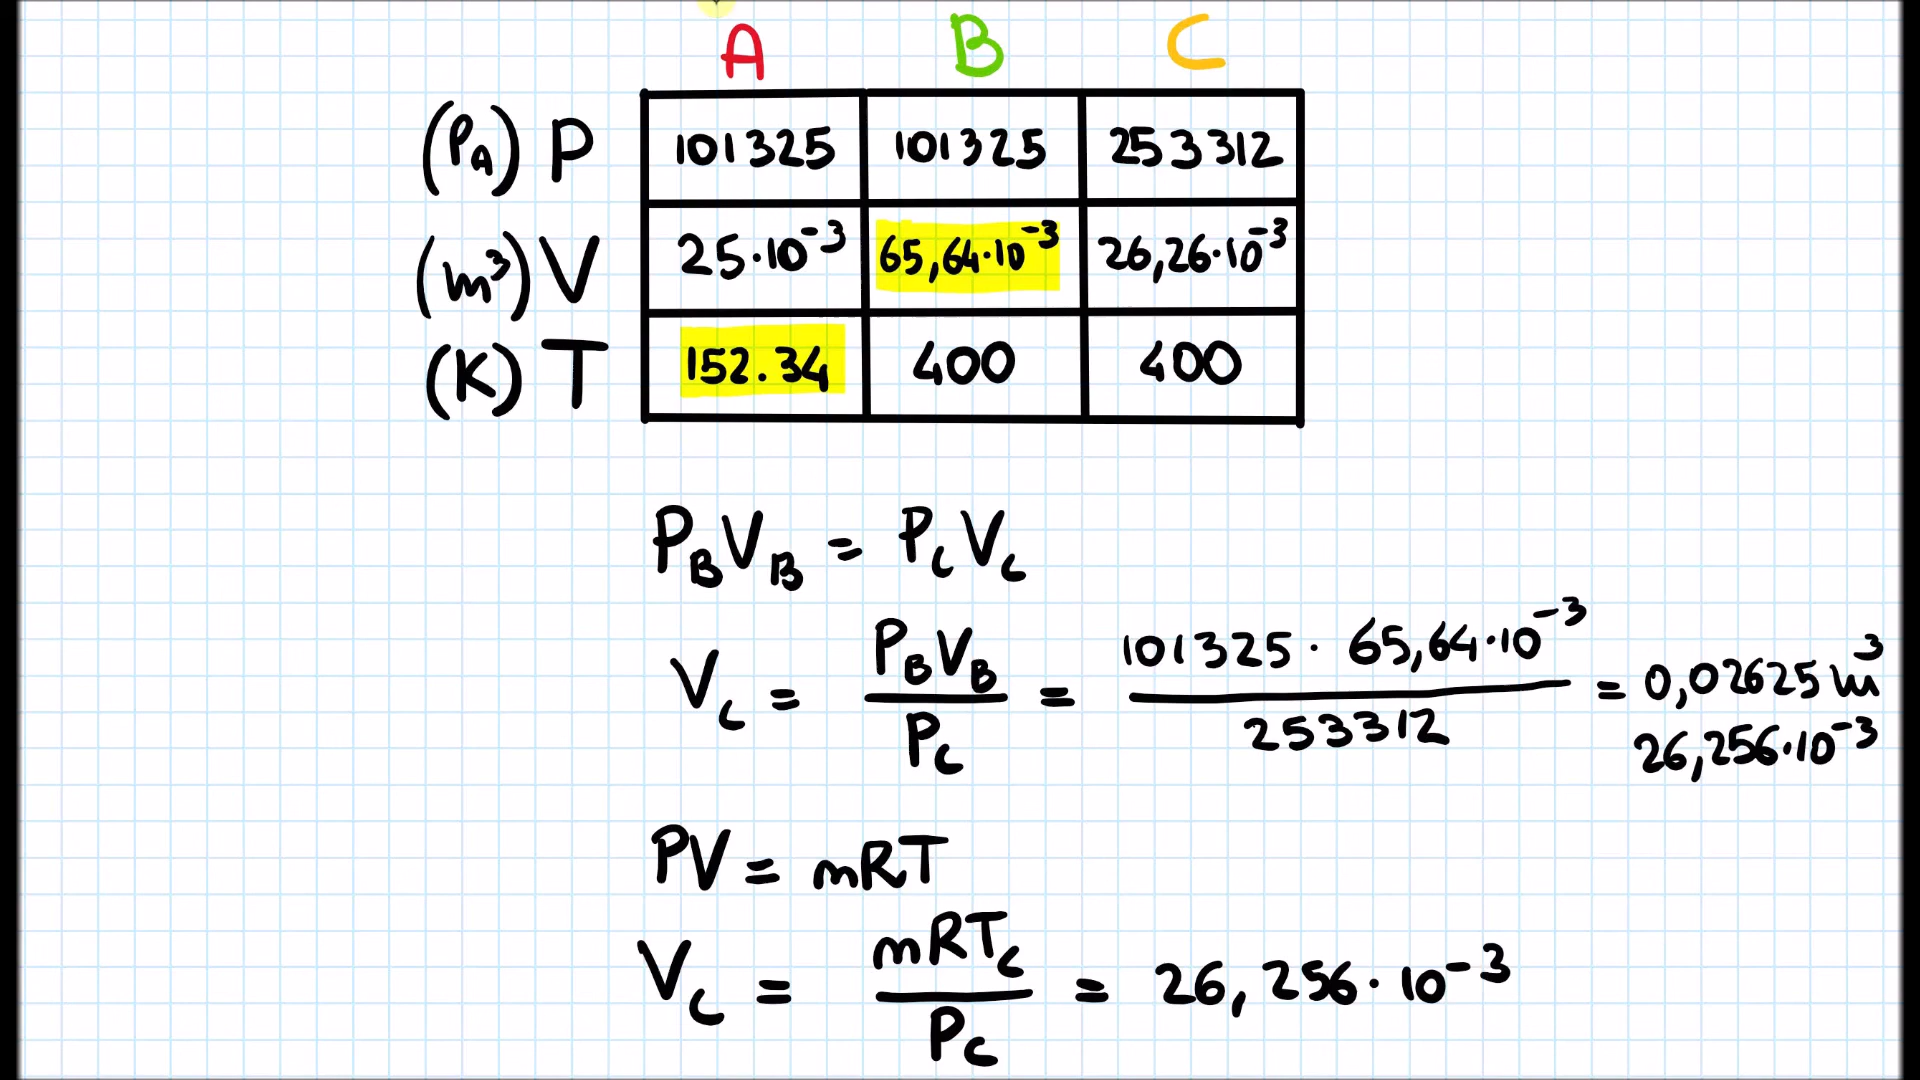 A B C
(PA) P 101325 101325 253312
(m³) V 25·10⁻³ 65,64·10⁻³ 26,26·10⁻³
(K) T 152.34 400 400
P_B V_B = P_C V_C
V_C = P_B V_B / P_C = 101325 · 65,64·10⁻³ / 253312 = 0,02625 m³
26,256·10⁻³
PV = nRT
V_C = nRT_C / P_C = 26,256·10⁻³